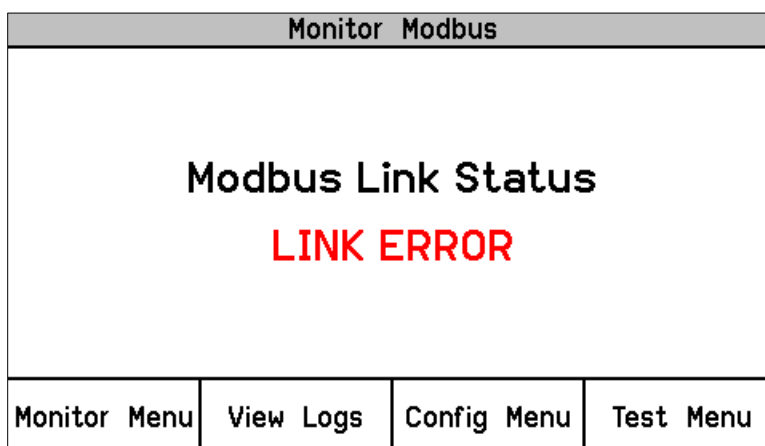 Monitor Modbus
Modbus Link Status
LINK ERROR
Monitor Menu View Logs Config Menu Test Menu